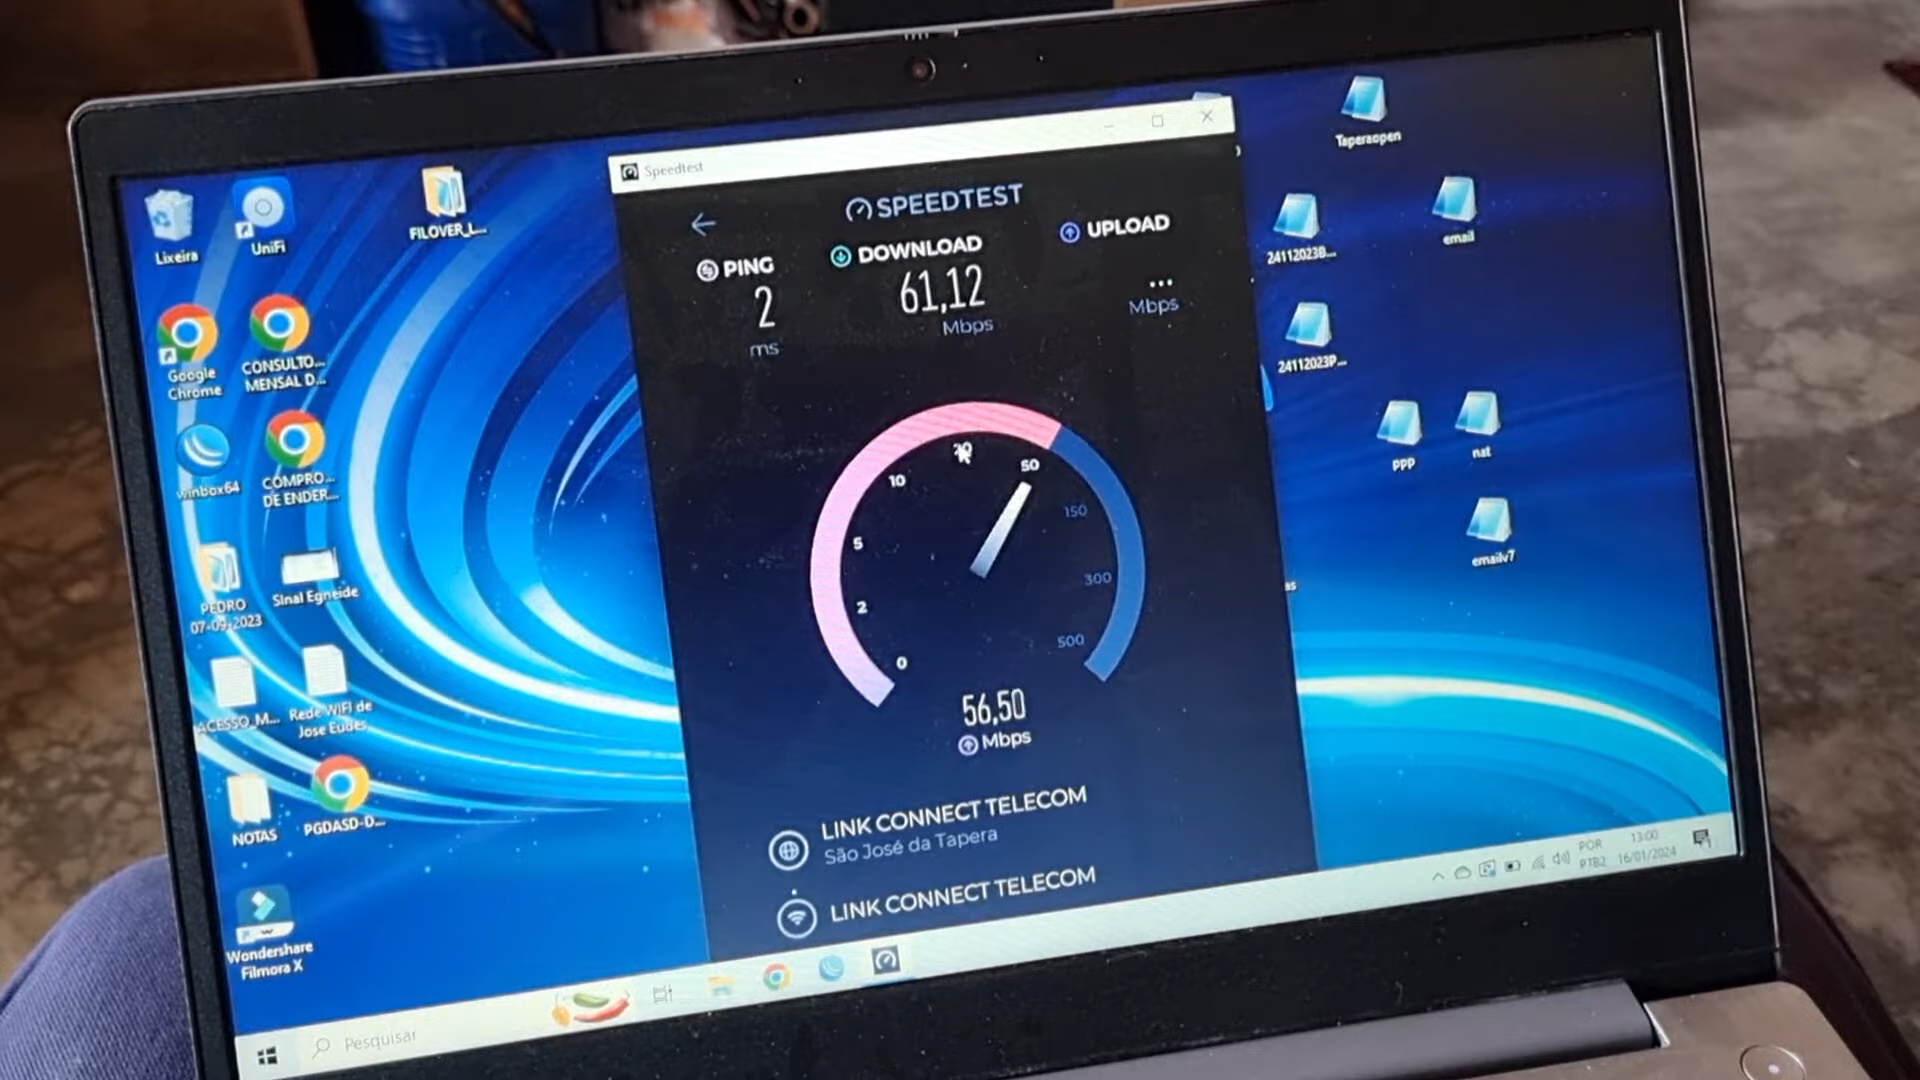 Speedtest
SPEEDTEST
PING
2
ms
DOWNLOAD
61,12
Mbps
UPLOAD
...
Mbps
0
2
5
10
50
150
300
500
56,50
Mbps
LINK CONNECT TELECOM
São José da Tapera
LINK CONNECT TELECOM
Lixeira
UniFi
FILOVER_L...
Google
Chrome
CONSULTO...
MENSAL D...
winbox64
COMPRO...
DE ENDER...
PEDRO
07-09-2023
Sinal Egneide
ACESSO_M...
Rede WIFI de
Jose Eudes
NOTAS
PGDASD-D...
Wondershare
Filmora X
Taperaopen
24112023B...
email
24112023P...
PPP
nat
emailv7
as
Pesquisar
POR
PTB2
13:00
16/01/2024